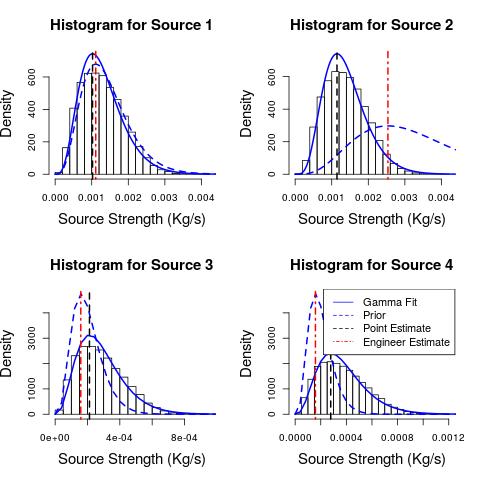 Histogram for Source 1
Density
0 200 400 600
0.000 0.001 0.002 0.003 0.004
Source Strength (Kg/s)
Histogram for Source 2
Density
0 200 400 600
0.000 0.001 0.002 0.003 0.004
Source Strength (Kg/s)
Histogram for Source 3
Density
0 1000 3000
0e+00 4e-04 8e-04
Source Strength (Kg/s)
Histogram for Source 4
Gamma Fit
Prior
Point Estimate
Engineer Estimate
Density
0 1000 3000
0.0000 0.0004 0.0008 0.0012
Source Strength (Kg/s)